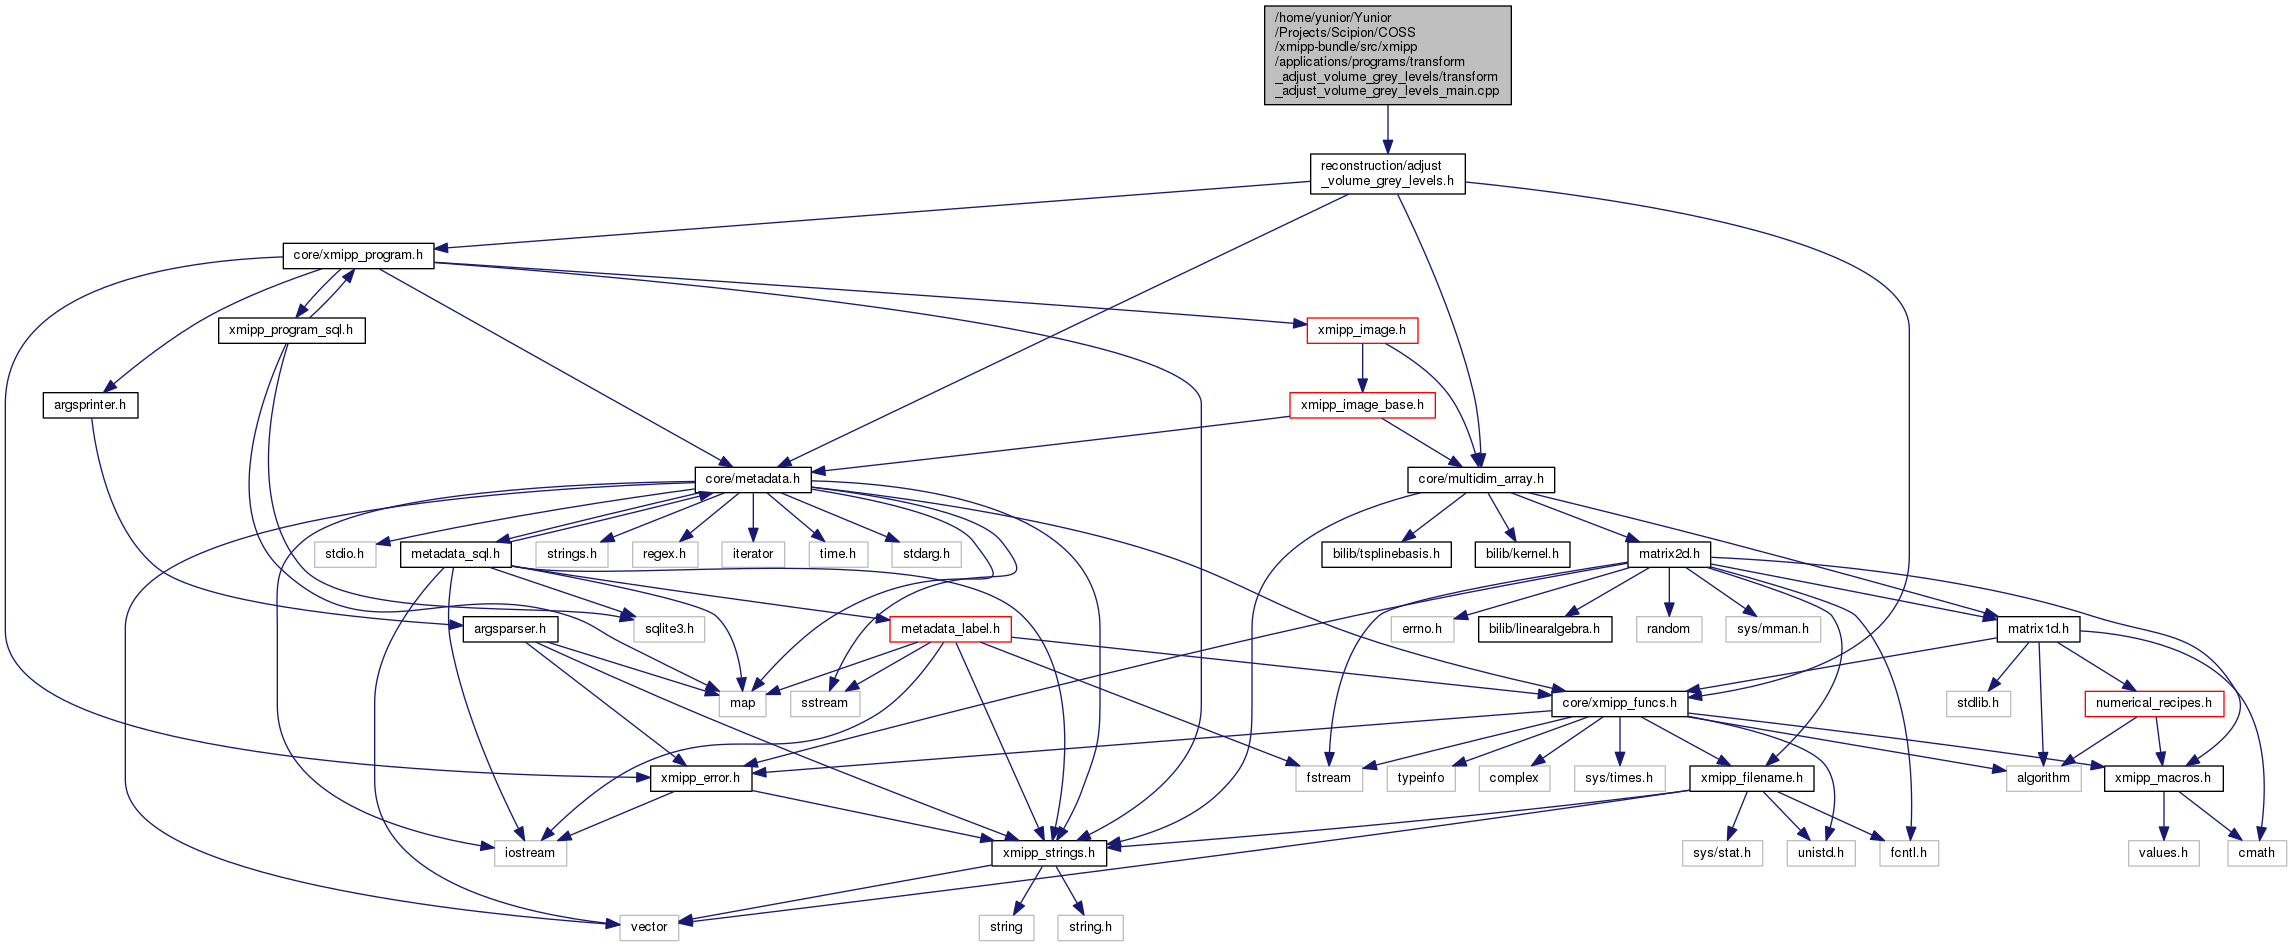 /home/yunior/Yunior
/Projects/Scipion/COSS
/xmipp-bundle/src/xmipp
/applications/programs/transform
_adjust_volume_grey_levels/transform
_adjust_volume_grey_levels_main.cpp
reconstruction/adjust
_volume_grey_levels.h
core/xmipp_program.h
xmipp_program_sql.h
xmipp_image.h
argsprinter.h
xmipp_image_base.h
core/metadata.h
core/multidim_array.h
stdio.h
metadata_sql.h
strings.h
regex.h
iterator
time.h
stdarg.h
bilib/tsplinebasis.h
bilib/kernel.h
matrix2d.h
argsparser.h
sqlite3.h
metadata_label.h
errno.h
bilib/linearalgebra.h
random
sys/mman.h
matrix1d.h
map
sstream
core/xmipp_funcs.h
stdlib.h
numerical_recipes.h
xmipp_error.h
fstream
typeinfo
complex
sys/times.h
xmipp_filename.h
algorithm
xmipp_macros.h
iostream
xmipp_strings.h
sys/stat.h
unistd.h
fcntl.h
values.h
cmath
vector
string
string.h